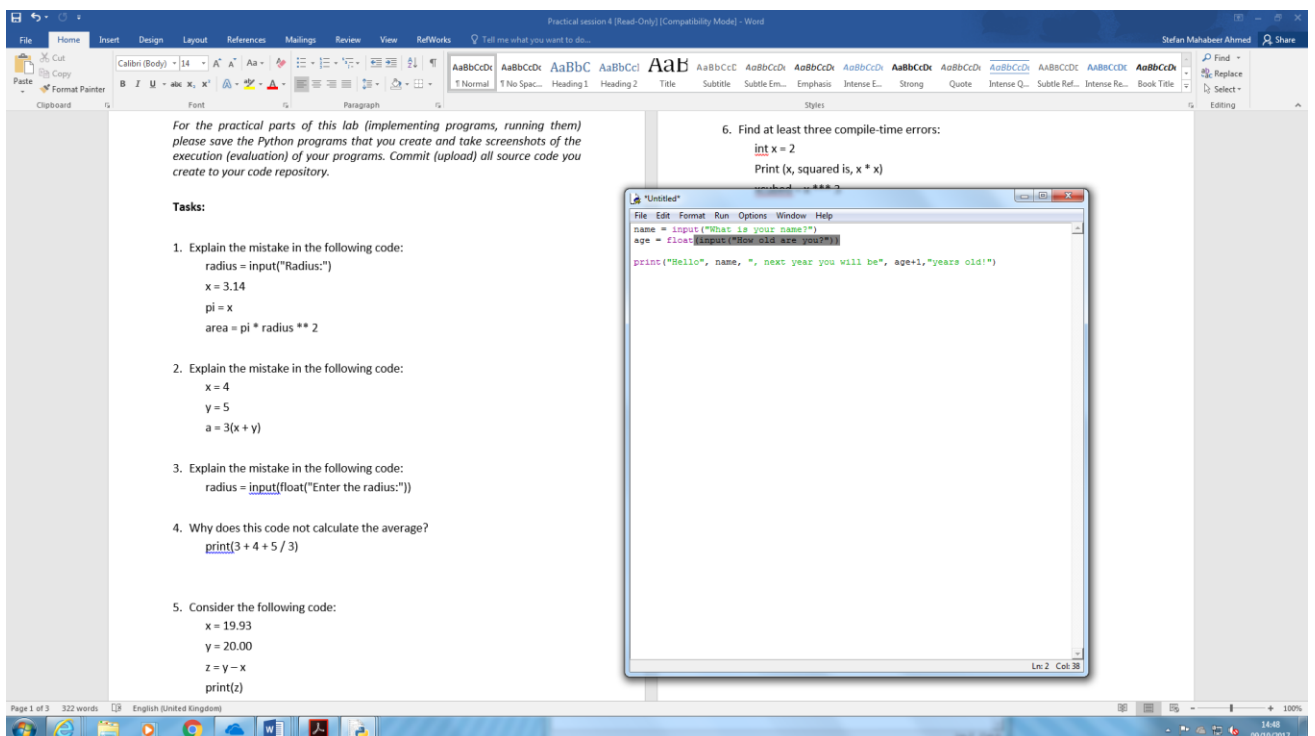 Practical session 4 [Read-Only] [Compatibility Mode] - Word
File Home Insert Design Layout References Mailings Review View RefWorks Tell me what you want to do... Stefan Mahabeer Ahmed Share
Cut
Copy
Paste
Format Painter
Calibri (Body) 14
AaBbCcDc AaBbCcDc AaBbC AaBbCcl AaB AaBbCcC AaBbCcDc AaBbCcDc AaBbCcDc AaBbCcDc AaBbCcDc AaBbCcDc AaBbCcDc AaBbCcDc AaBbCcDc
¶ Normal ¶ No Spac... Heading 1 Heading 2 Title Subtitle Subtle Em... Emphasis Intense E... Strong Quote Intense Q... Subtle Ref... Intense Re... Book Title
Find
Replace
Select
Clipboard Font Paragraph Styles Editing
For the practical parts of this lab (implementing programs, running them)
please save the Python programs that you create and take screenshots of the
execution (evaluation) of your programs. Commit (upload) all source code you
create to your code repository.
Tasks:
1. Explain the mistake in the following code:
radius = input("Radius:")
x = 3.14
pi = x
area = pi * radius ** 2
2. Explain the mistake in the following code:
x = 4
y = 5
a = 3(x + y)
3. Explain the mistake in the following code:
radius = input(float("Enter the radius:"))
4. Why does this code not calculate the average?
print(3 + 4 + 5 / 3)
5. Consider the following code:
x = 19.93
y = 20.00
z = y – x
print(z)
6. Find at least three compile-time errors:
int x = 2
Print (x, squared is, x * x)
*Untitled*
File Edit Format Run Options Window Help
name = input("What is your name?")
age = float(input("How old are you?"))
print("Hello", name, ", next year you will be", age+1,"years old!")
Ln: 2 Col: 38
Page 1 of 3 322 words English (United Kingdom) 100%
14:48
09/10/2017